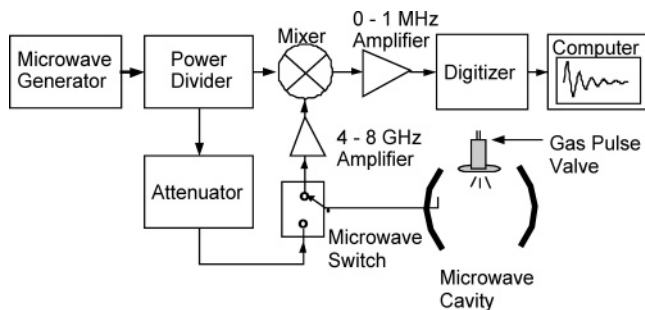 Microwave
Generator
Power
Divider
Mixer
0 - 1 MHz
Amplifier
Digitizer
Computer
4 - 8 GHz
Amplifier
Gas Pulse
Valve
Attenuator
Microwave
Switch
Microwave
Cavity